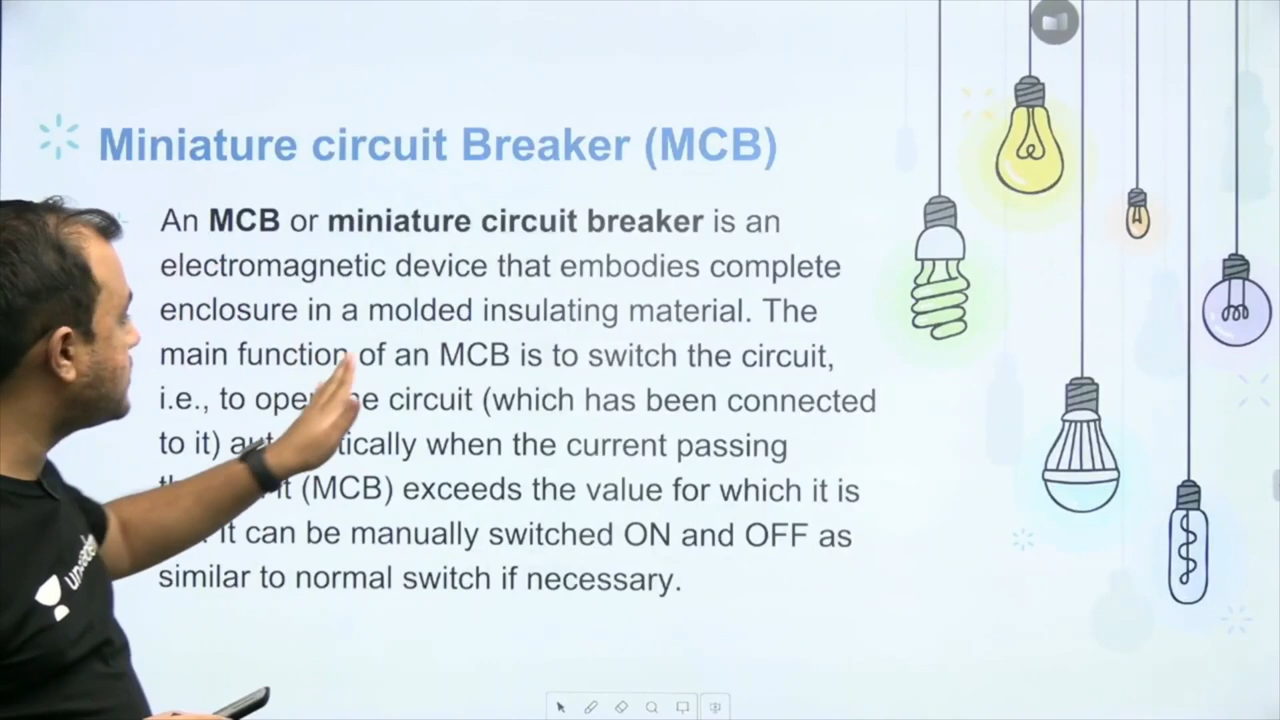 Miniature circuit Breaker (MCB)
An MCB or miniature circuit breaker is an
electromagnetic device that embodies complete
enclosure in a molded insulating material. The
main function of an MCB is to switch the circuit,
i.e., to open the circuit (which has been connected
to it) automatically when the current passing
(MCB) exceeds the value for which it is
It can be manually switched ON and OFF as
similar to normal switch if necessary.